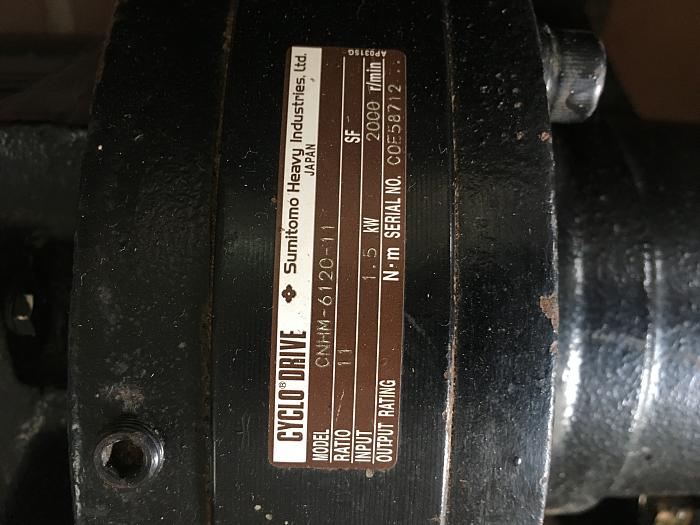 CYCLO® DRIVE Sumitomo Heavy Industries, Ltd.
JAPAN
MODEL CNHM-6120-11
RATIO 11 SF
INPUT 1.5 kW 2000 r/min
OUTPUT RATING N·m SERIAL NO. COE58712
AP0315G